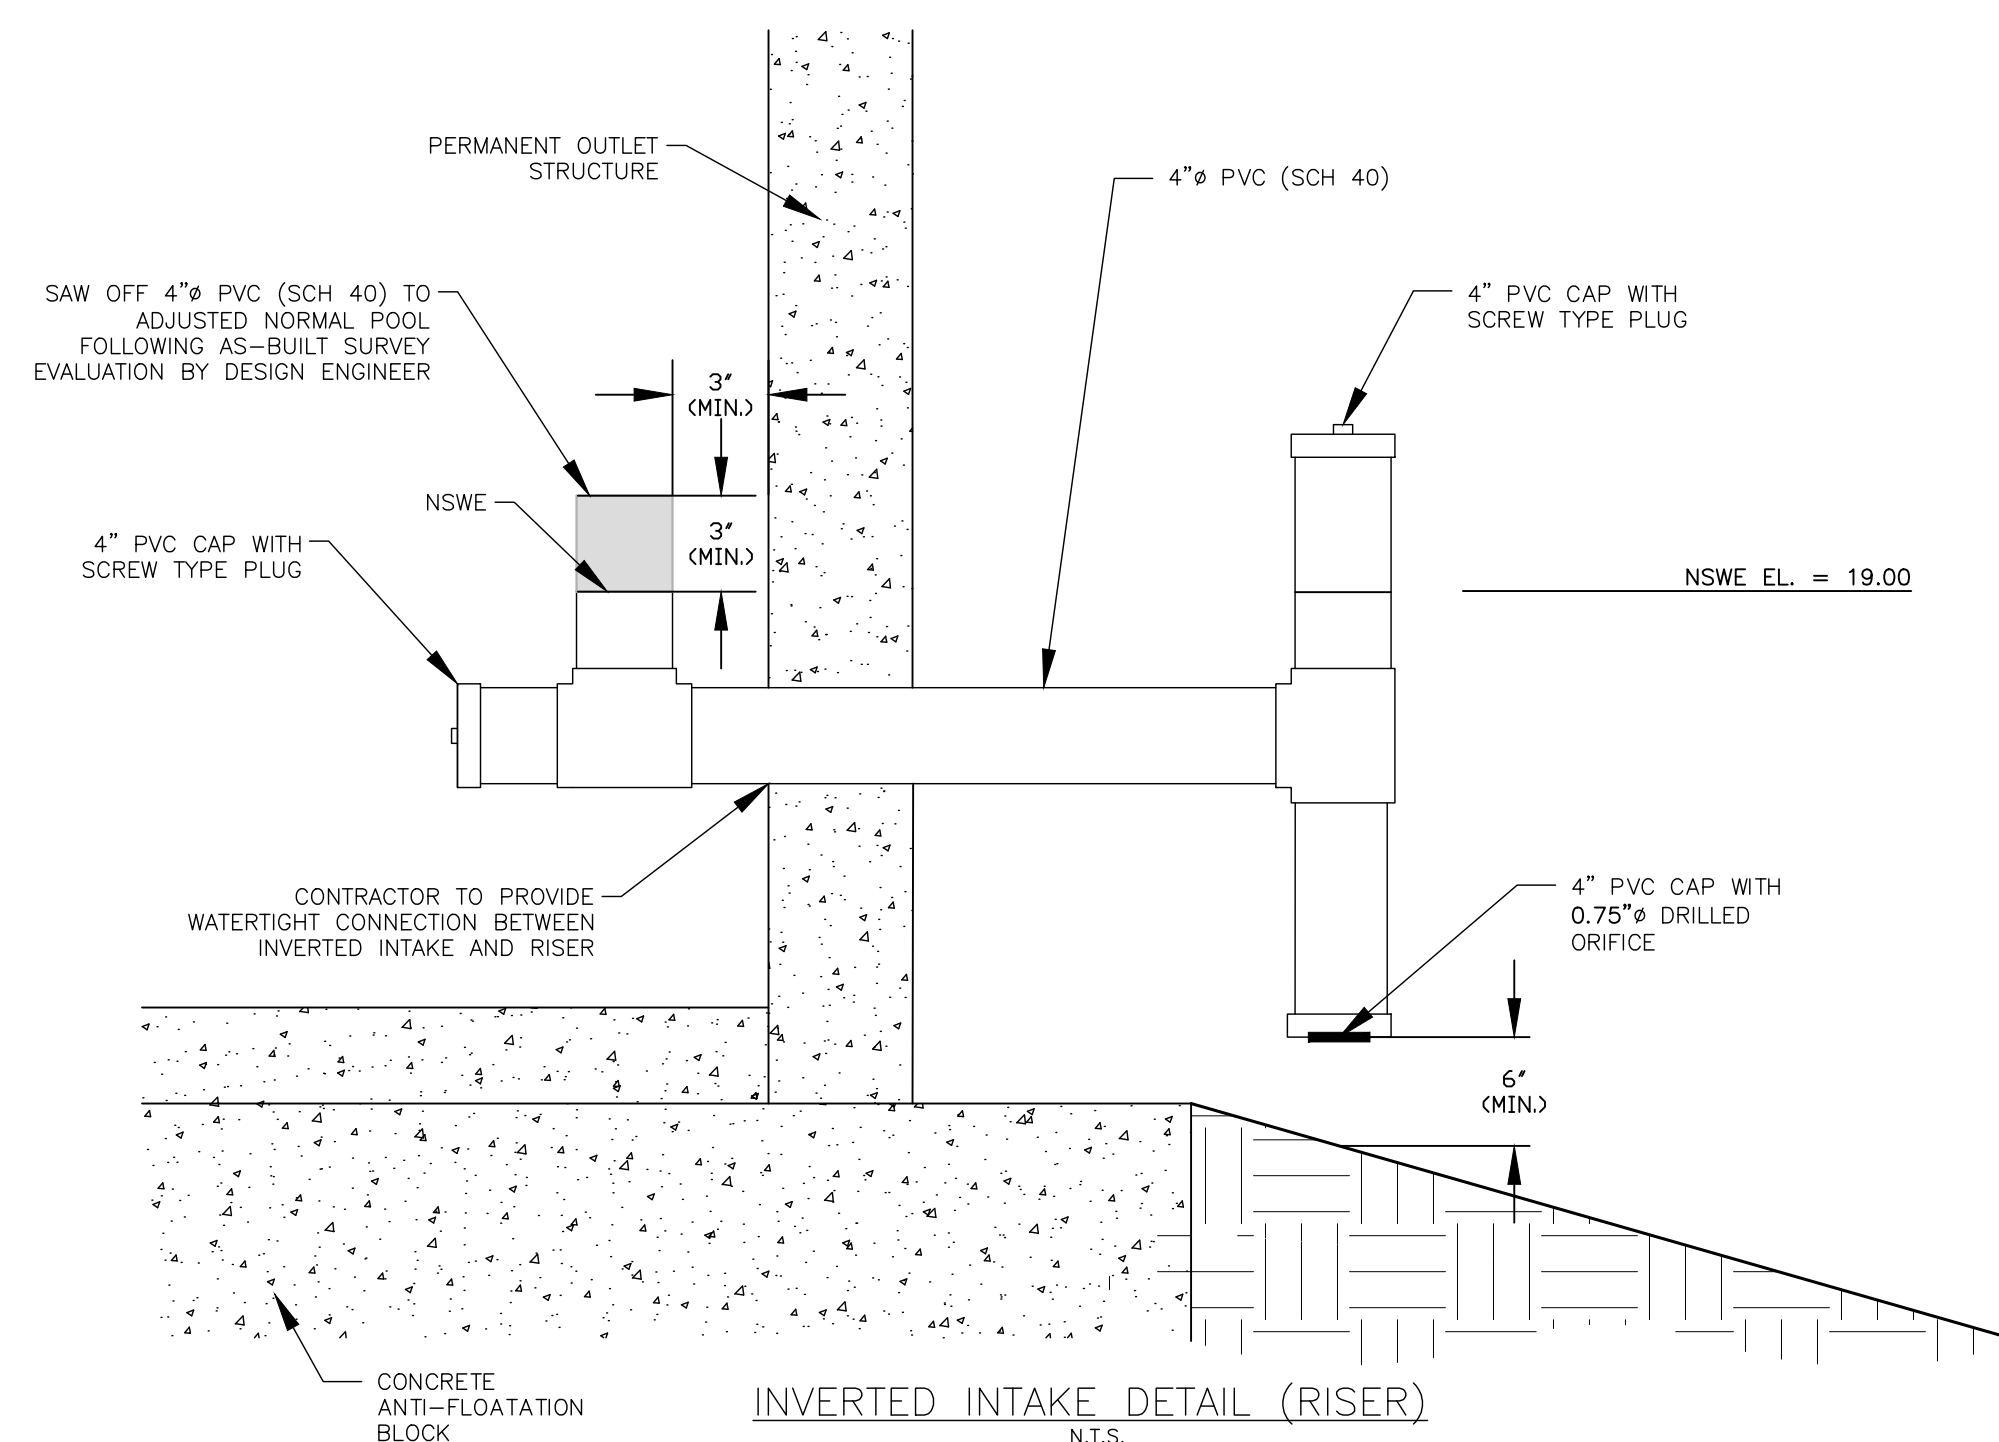 PERMANENT OUTLET
STRUCTURE
4"ø PVC (SCH 40)
SAW OFF 4"ø PVC (SCH 40) TO
ADJUSTED NORMAL POOL
FOLLOWING AS-BUILT SURVEY
EVALUATION BY DESIGN ENGINEER
4" PVC CAP WITH
SCREW TYPE PLUG
3"
(MIN.)
NSWE
3"
(MIN.)
4" PVC CAP WITH
SCREW TYPE PLUG
NSWE EL. = 19.00
CONTRACTOR TO PROVIDE
WATERTIGHT CONNECTION BETWEEN
INVERTED INTAKE AND RISER
4" PVC CAP WITH
0.75"ø DRILLED
ORIFICE
6"
(MIN.)
CONCRETE
ANTI-FLOATATION
BLOCK
INVERTED INTAKE DETAIL (RISER)
N.T.S.